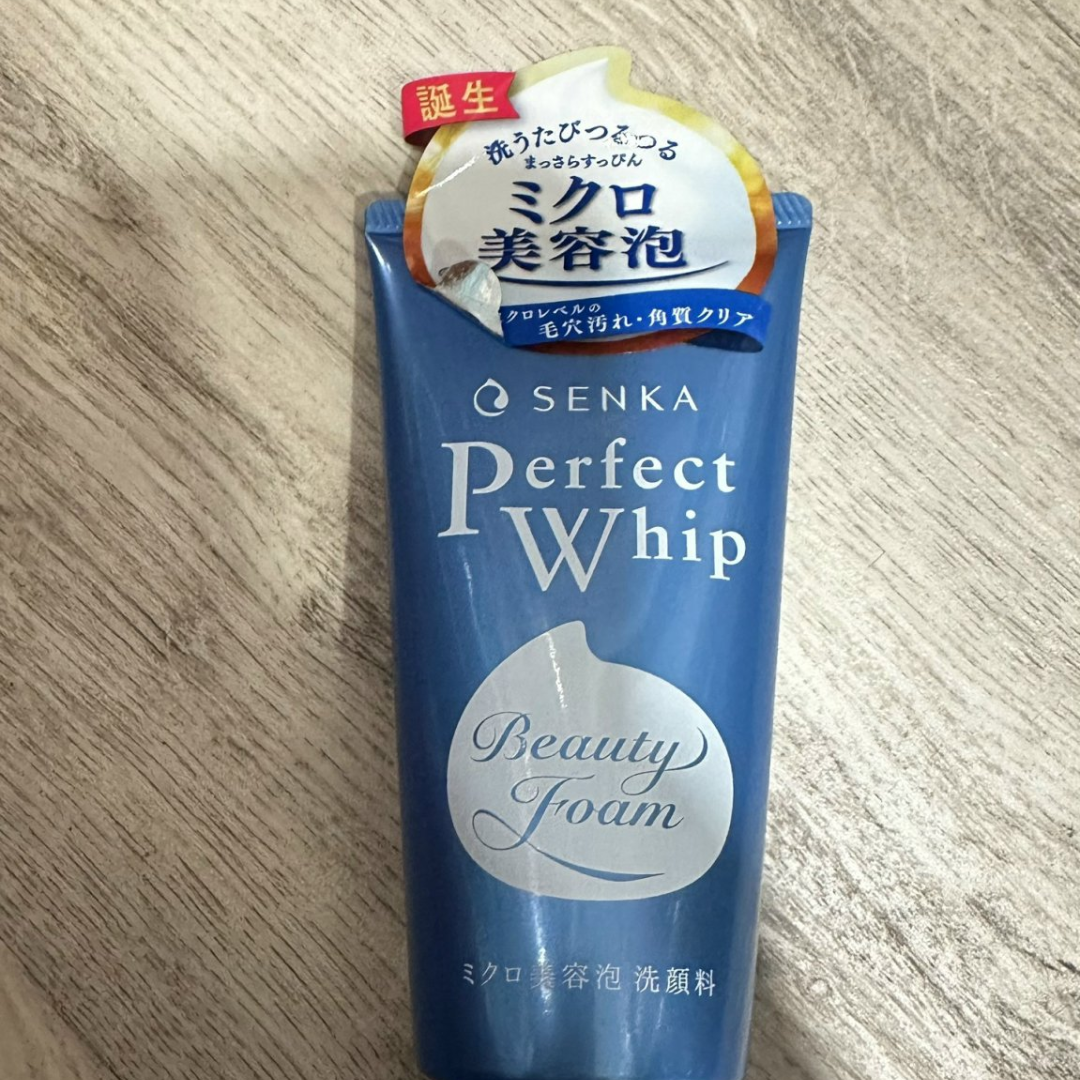 誕生
洗うたびつるつる
まっさらすっぴん
ミクロ
美容泡
クロレベルの
毛穴汚れ・角質クリア
SENKA
Perfect
Whip
Beauty
Foam
ミクロ美容泡 洗顔料